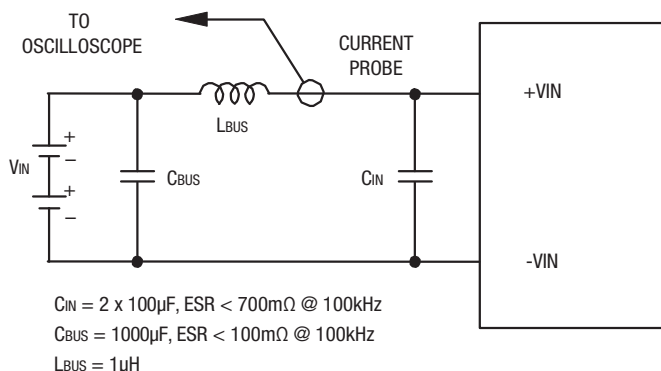 TO
OSCILLOSCOPE
CURRENT
PROBE
LBUS
+VIN
VIN
+
−
+
−
CBUS
CIN
-VIN
CIN = 2 x 100µF, ESR < 700mΩ @ 100kHz
CBUS = 1000µF, ESR < 100mΩ @ 100kHz
LBUS = 1µH